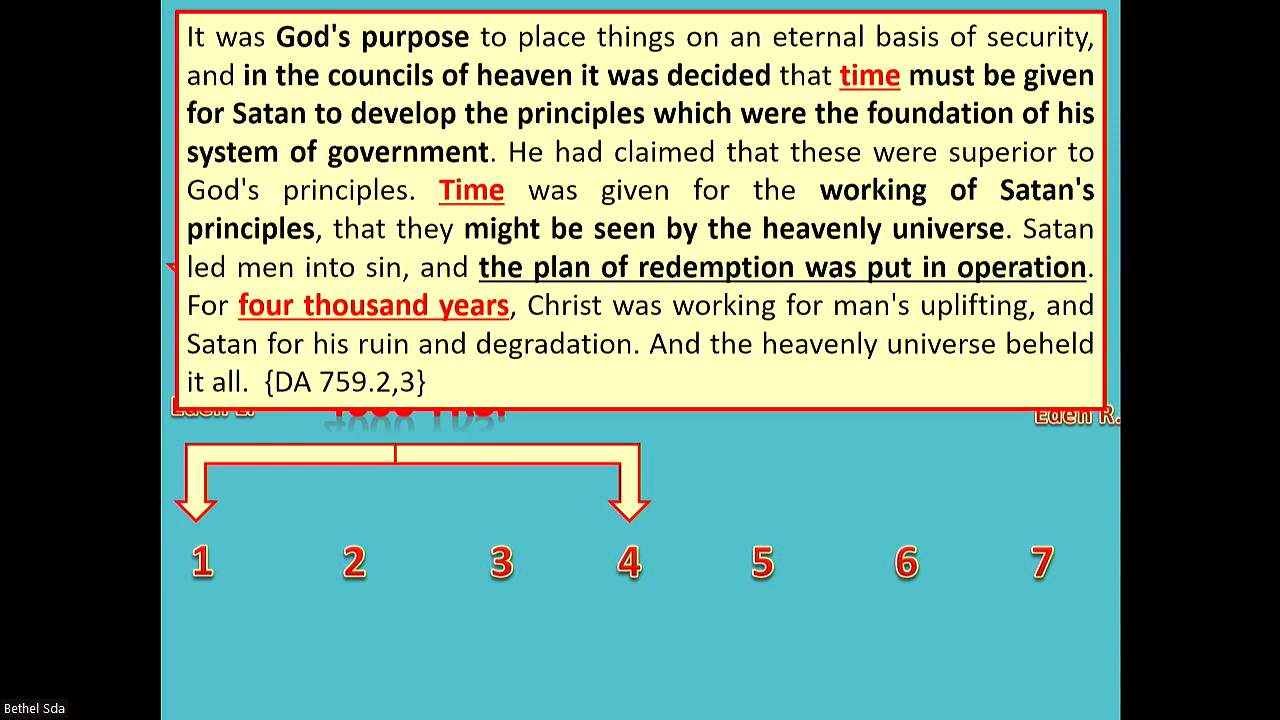 It was God's purpose to place things on an eternal basis of security,
and in the councils of heaven it was decided that time must be given
for Satan to develop the principles which were the foundation of his
system of government. He had claimed that these were superior to
God's principles. Time was given for the working of Satan's
principles, that they might be seen by the heavenly universe. Satan
led men into sin, and the plan of redemption was put in operation.
For four thousand years, Christ was working for man's uplifting, and
Satan for his ruin and degradation. And the heavenly universe beheld
it all. {DA 759.2,3}
Eden R.
1 2 3 4 5 6 7
Bethel Sda